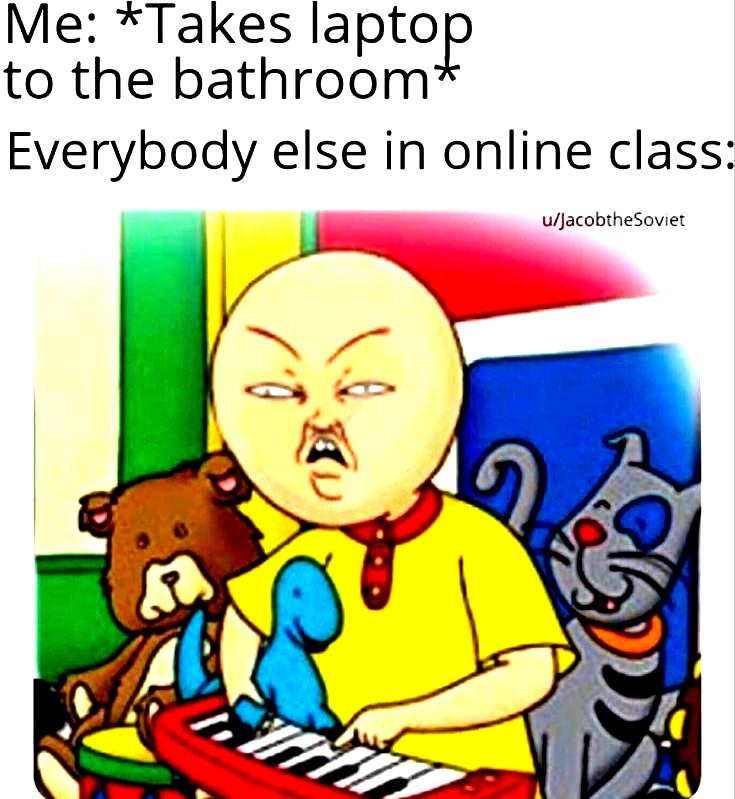 Me: *Takes laptop
to the bathroom*
Everybody else in online class:
u/JacobtheSoviet